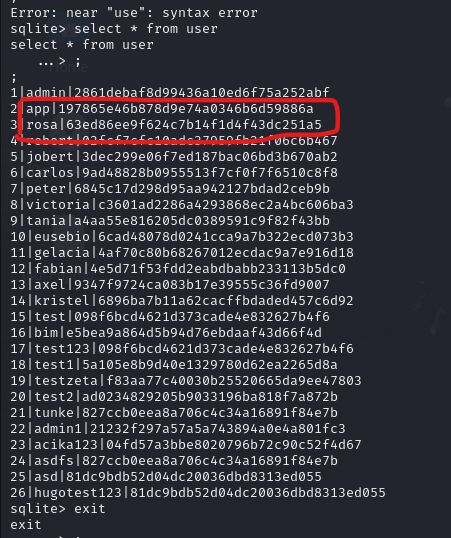 ;
Error: near "use": syntax error
sqlite> select * from user
select * from user
...> ;
;
1|admin|2861debaf8d99436a10ed6f75a252abf
2|app|197865e46b878d9e74a0346b6d59886a
3|rosa|63ed86ee9f624c7b14f1d4f43dc251a5
4|robert|02fcf7cfc10adc37959fb21f06c6b467
5|jobert|3dec299e06f7ed187bac06bd3b670ab2
6|carlos|9ad48828b0955513f7cf0f7f6510c8f8
7|peter|6845c17d298d95aa942127bdad2ceb9b
8|victoria|c3601ad2286a4293868ec2a4bc606ba3
9|tania|a4aa55e816205dc0389591c9f82f43bb
10|eusebio|6cad48078d0241cca9a7b322ecd073b3
11|gelacia|4af70c80b68267012ecdac9a7e916d18
12|fabian|4e5d71f53fdd2eabdbabb233113b5dc0
13|axel|9347f9724ca083b17e39555c36fd9007
14|kristel|6896ba7b11a62cacffbdaded457c6d92
15|test|098f6bcd4621d373cade4e832627b4f6
16|bim|e5bea9a864d5b94d76ebdaaf43d66f4d
17|test123|098f6bcd4621d373cade4e832627b4f6
18|test1|5a105e8b9d40e1329780d62ea2265d8a
19|testzeta|f83aa77c40030b25520665da9ee47803
20|test2|ad0234829205b9033196ba818f7a872b
21|tunke|827ccb0eea8a706c4c34a16891f84e7b
22|admin1|21232f297a57a5a743894a0e4a801fc3
23|acika123|04fd57a3bbe8020796b72c90c52f4d67
24|asdfs|827ccb0eea8a706c4c34a16891f84e7b
25|asd|81dc9bdb52d04dc20036dbd8313ed055
26|hugotest123|81dc9bdb52d04dc20036dbd8313ed055
sqlite> exit
exit